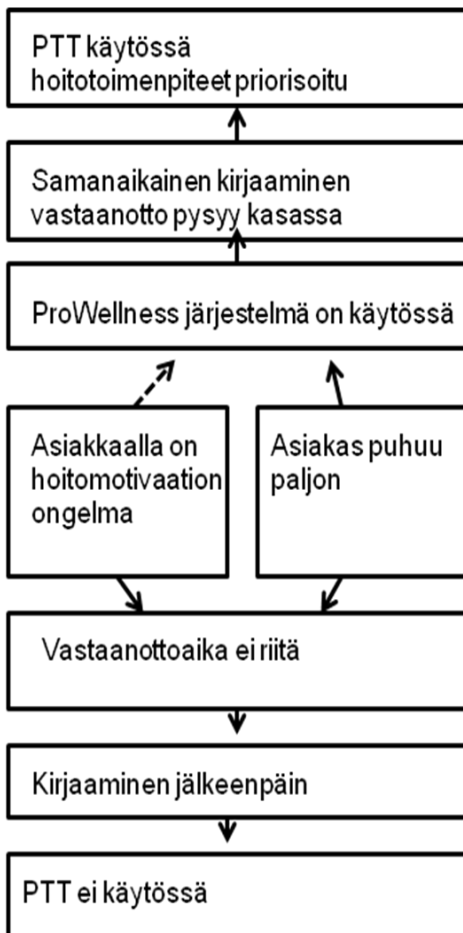 PTT käytössä
hoitotoimenpiteet priorisoitu
Samanaikainen kirjaaminen
vastaanotto pysyy kasassa
ProWellness järjestelmä on käytössä
Asiakkaalla on
hoitomotivaation
ongelma
Asiakas puhuu
paljon
Vastaanottoaika ei riitä
Kirjaaminen jälkeenpäin
PTT ei käytössä